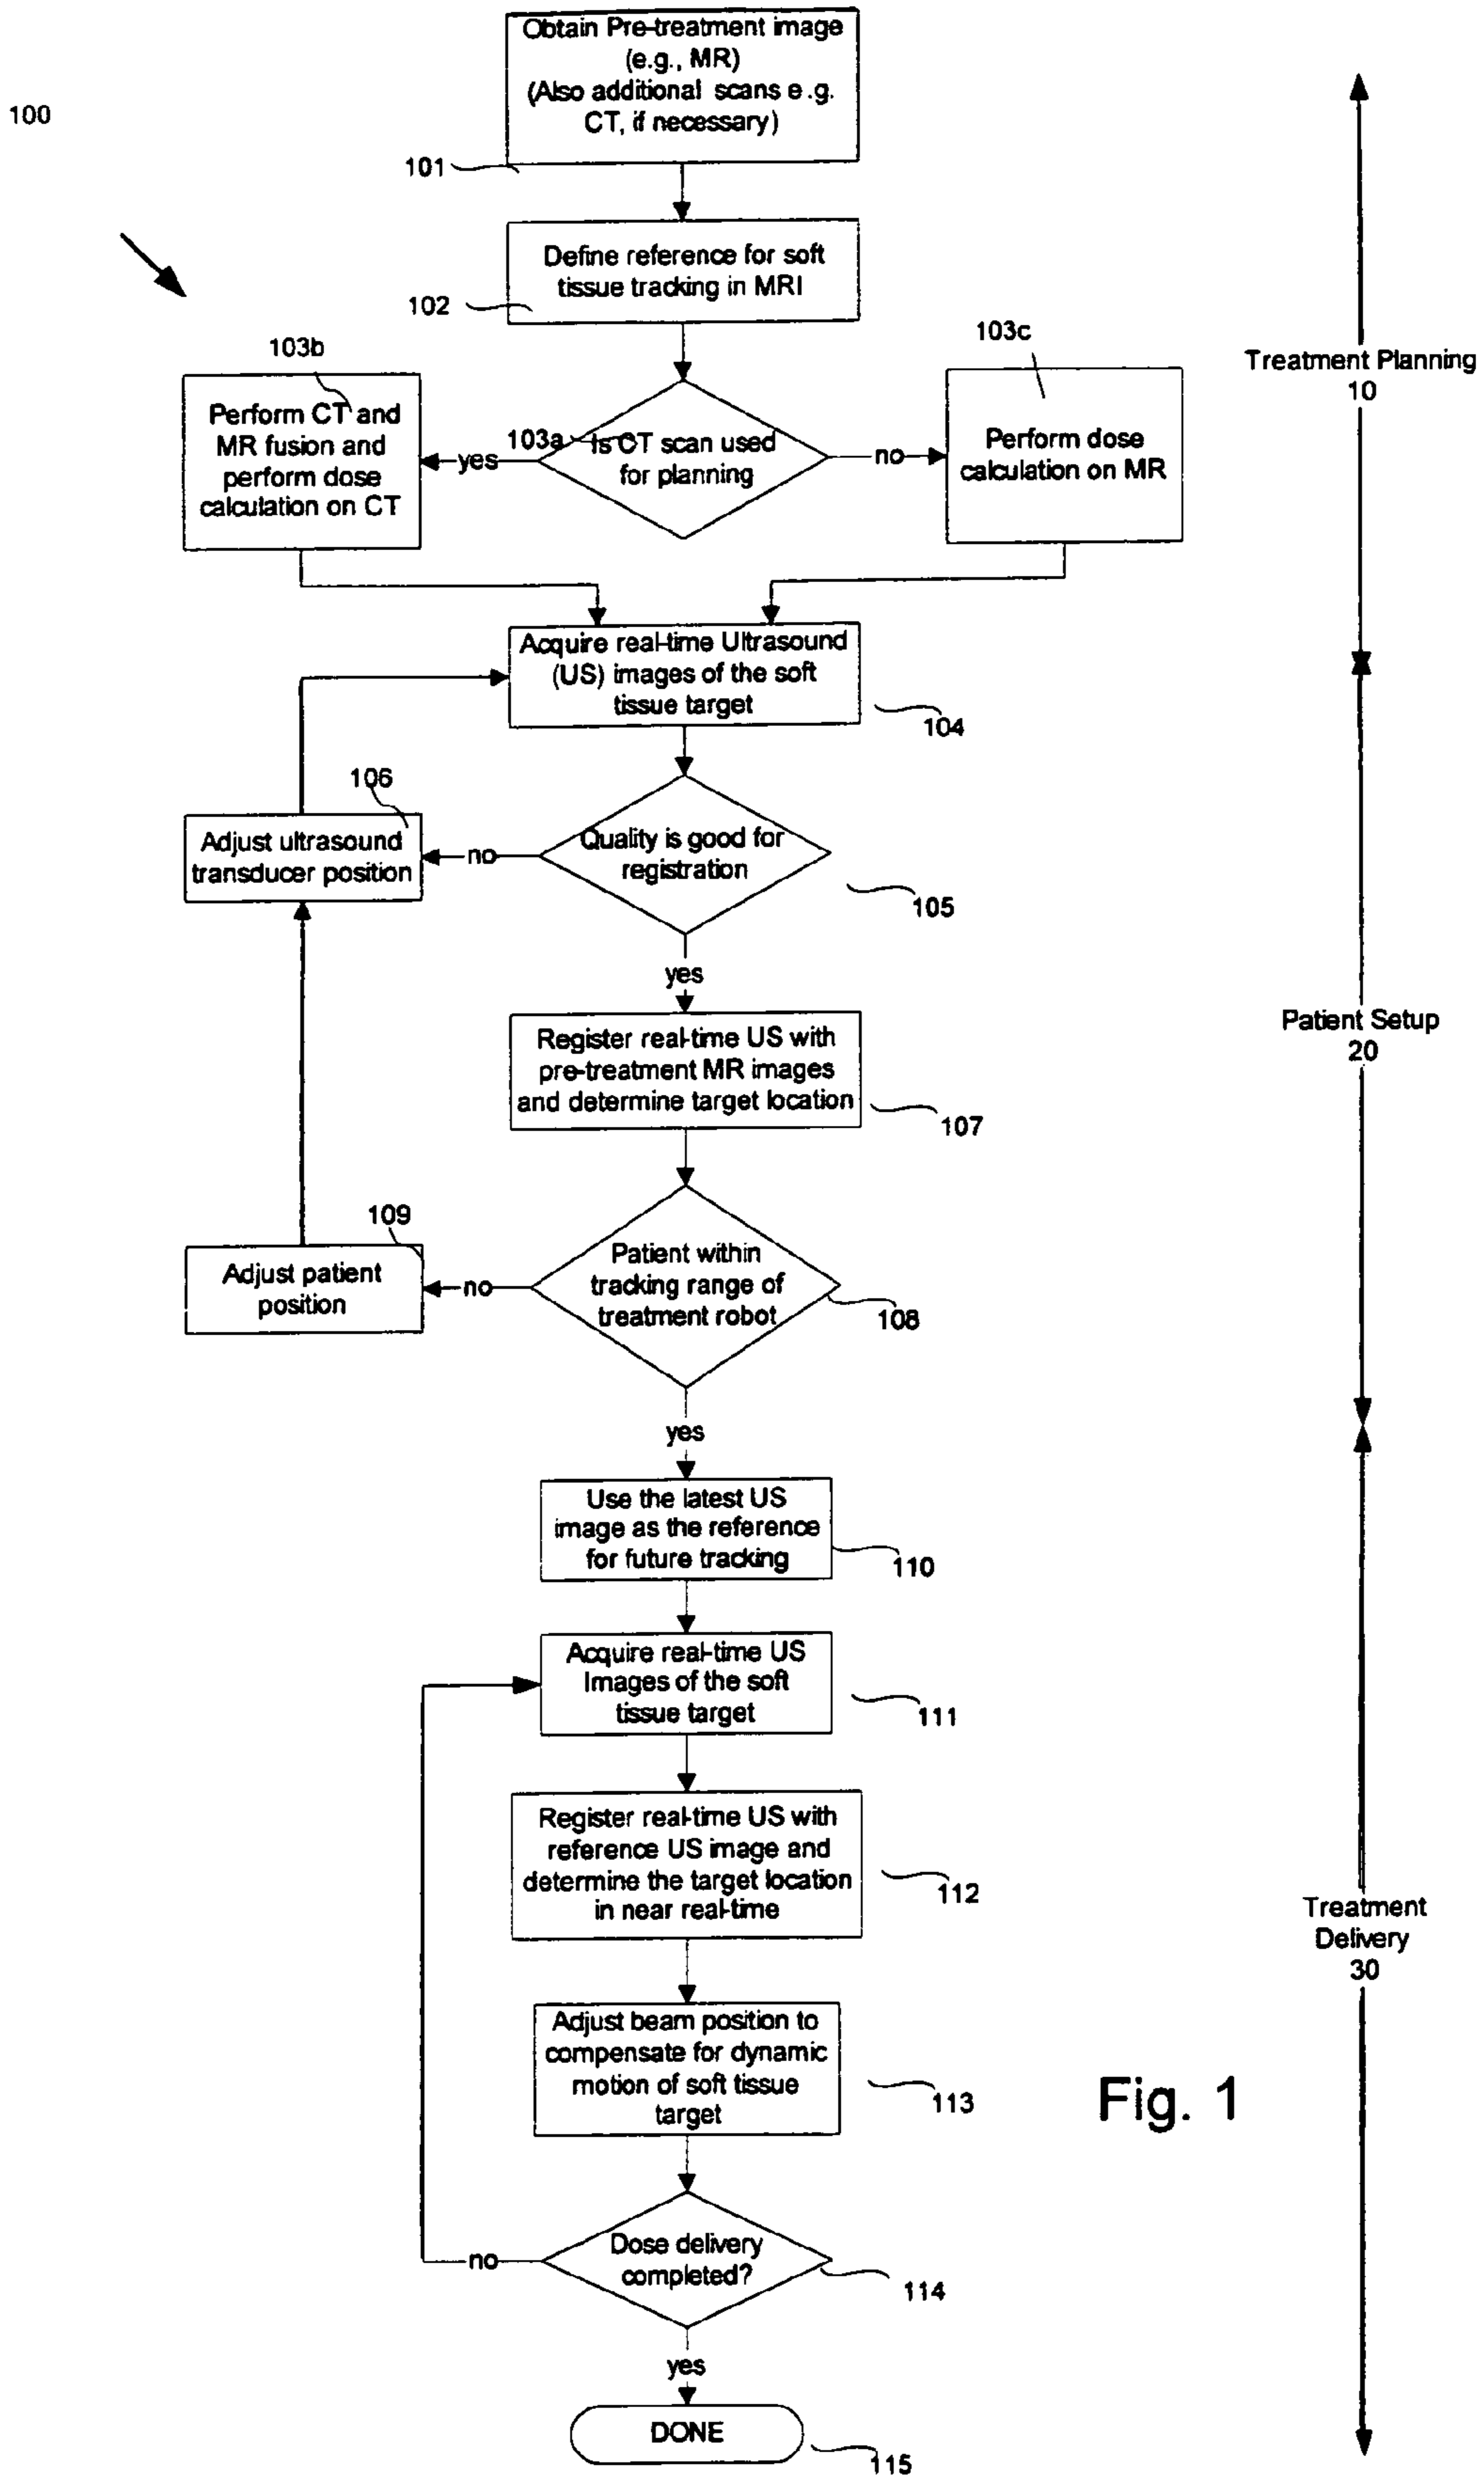 100
Obtain Pre-treatment image
(e.g., MR)
(Also additional scans e.g.
CT, if necessary)
101
Define reference for soft
tissue tracking in MRI
102
103b
Perform CT and
MR fusion and
perform dose
calculation on CT
yes
103a
Is CT scan used
for planning
no
103c
Perform dose
calculation on MR
Treatment Planning
10
Acquire real-time Ultrasound
(US) images of the soft
tissue target
104
106
Adjust ultrasound
transducer position
no
Quality is good for
registration
105
yes
Register real-time US with
pre-treatment MR images
and determine target location
107
Patient Setup
20
109
Adjust patient
position
no
Patient within
tracking range of
treatment robot
108
yes
Use the latest US
image as the reference
for future tracking
110
Acquire real-time US
Images of the soft
tissue target
111
Register real-time US with
reference US image and
determine the target location
in near real-time
112
Treatment
Delivery
30
Adjust beam position to
compensate for dynamic
motion of soft tissue
target
113
Fig. 1
Dose delivery
completed?
no
114
yes
DONE
115